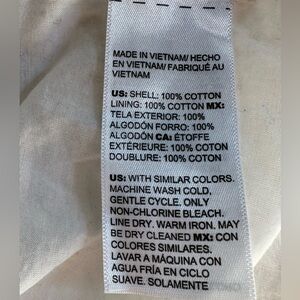 MADE IN VIETNAM/ HECHO
EN VIETNAM/ FABRIQUÉ AU
VIETNAM
US: SHELL: 100% COTTON
LINING: 100% COTTON MX:
TELA EXTERIOR: 100%
ALGODÓN FORRO: 100%
ALGODÓN CA: ÉTOFFE
EXTÉRIEURE: 100% COTON
DOUBLURE: 100% COTON
US: WITH SIMILAR COLORS.
MACHINE WASH COLD,
GENTLE CYCLE. ONLY
NON-CHLORINE BLEACH.
LINE DRY. WARM IRON. MAY
BE DRY CLEANED MX: CON
COLORES SIMILARES.
LAVAR A MÁQUINA CON
AGUA FRÍA EN CICLO
SUAVE. SOLAMENTE